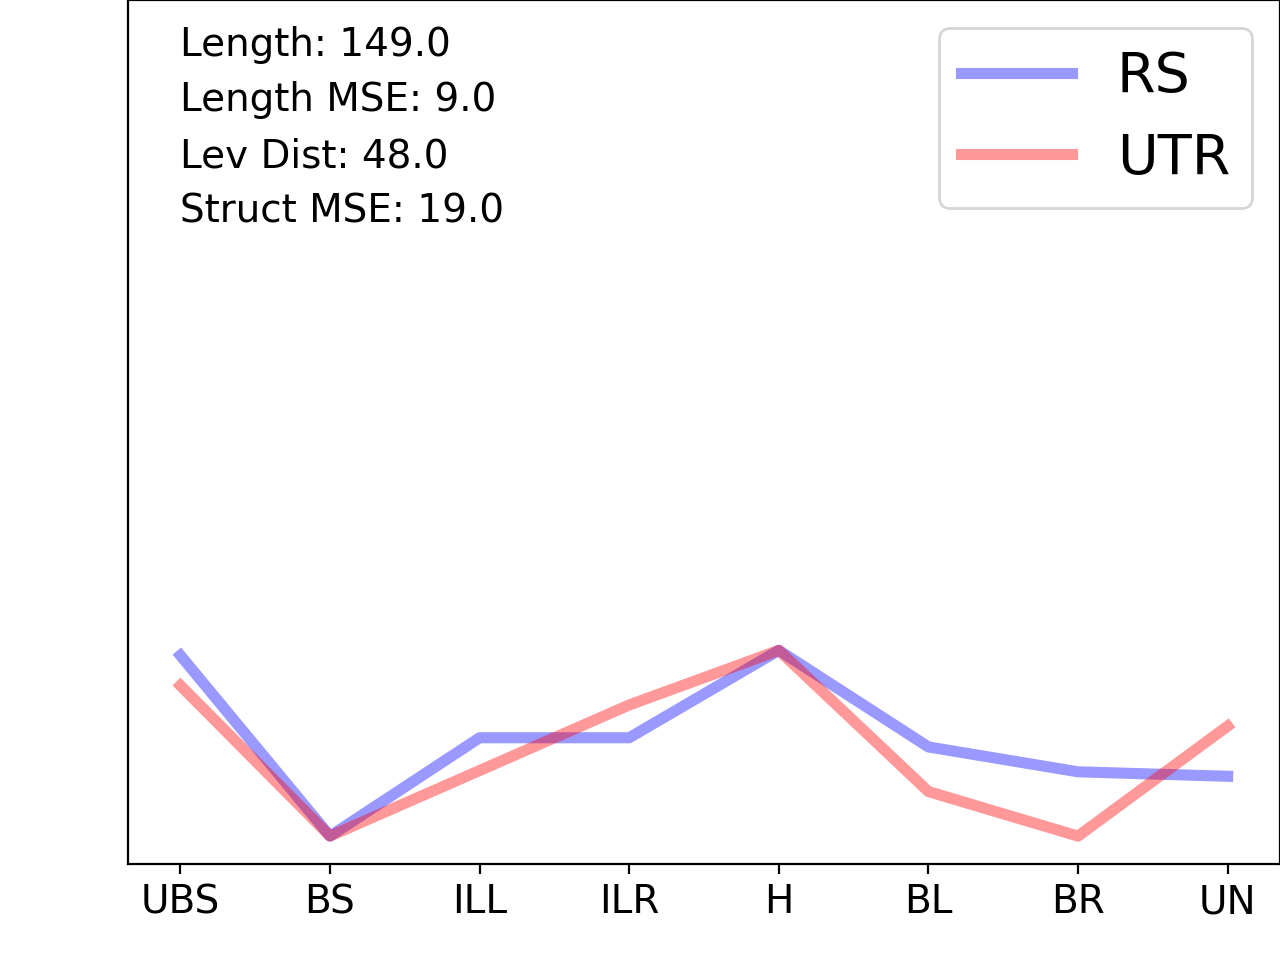 Length: 149.0
Length MSE: 9.0
Lev Dist: 48.0
Struct MSE: 19.0
RS
UTR
UBS BS ILL ILR H BL BR UN